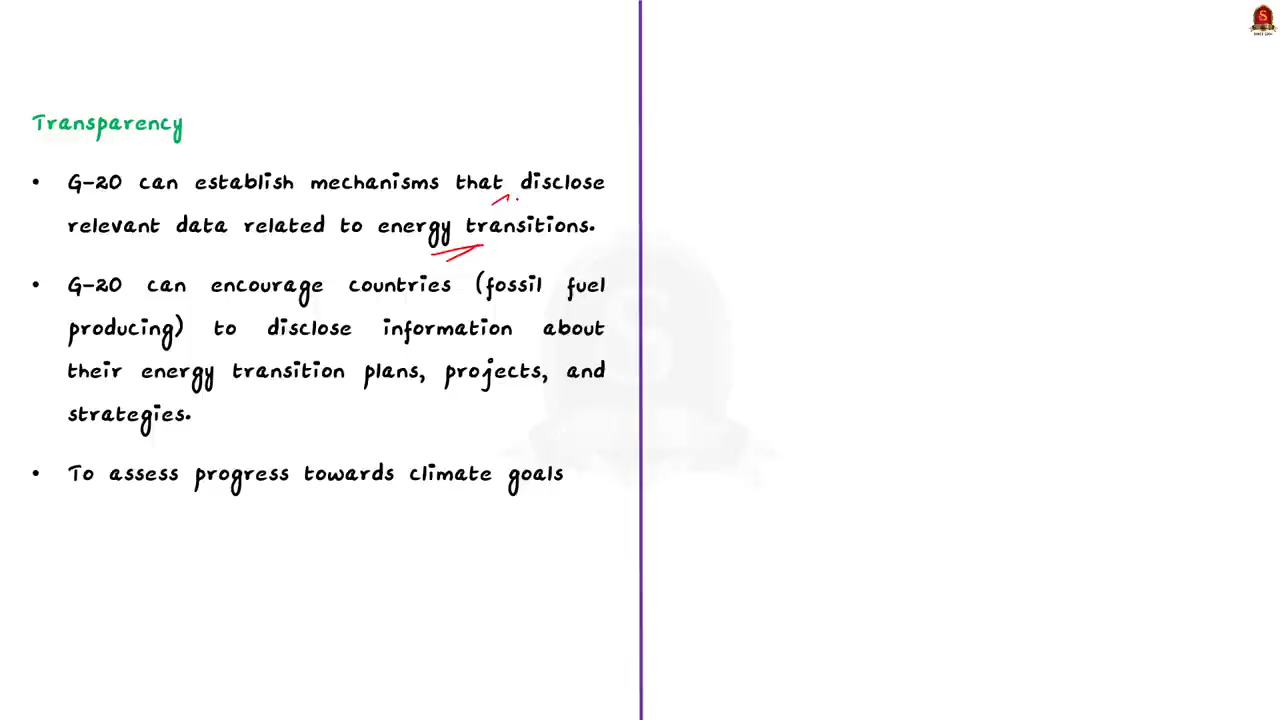 Transparency
• G-20 can establish mechanisms that disclose
relevant data related to energy transitions.
• G-20 can encourage countries (fossil fuel
producing) to disclose information about
their energy transition plans, projects, and
strategies.
• To assess progress towards climate goals
S
S